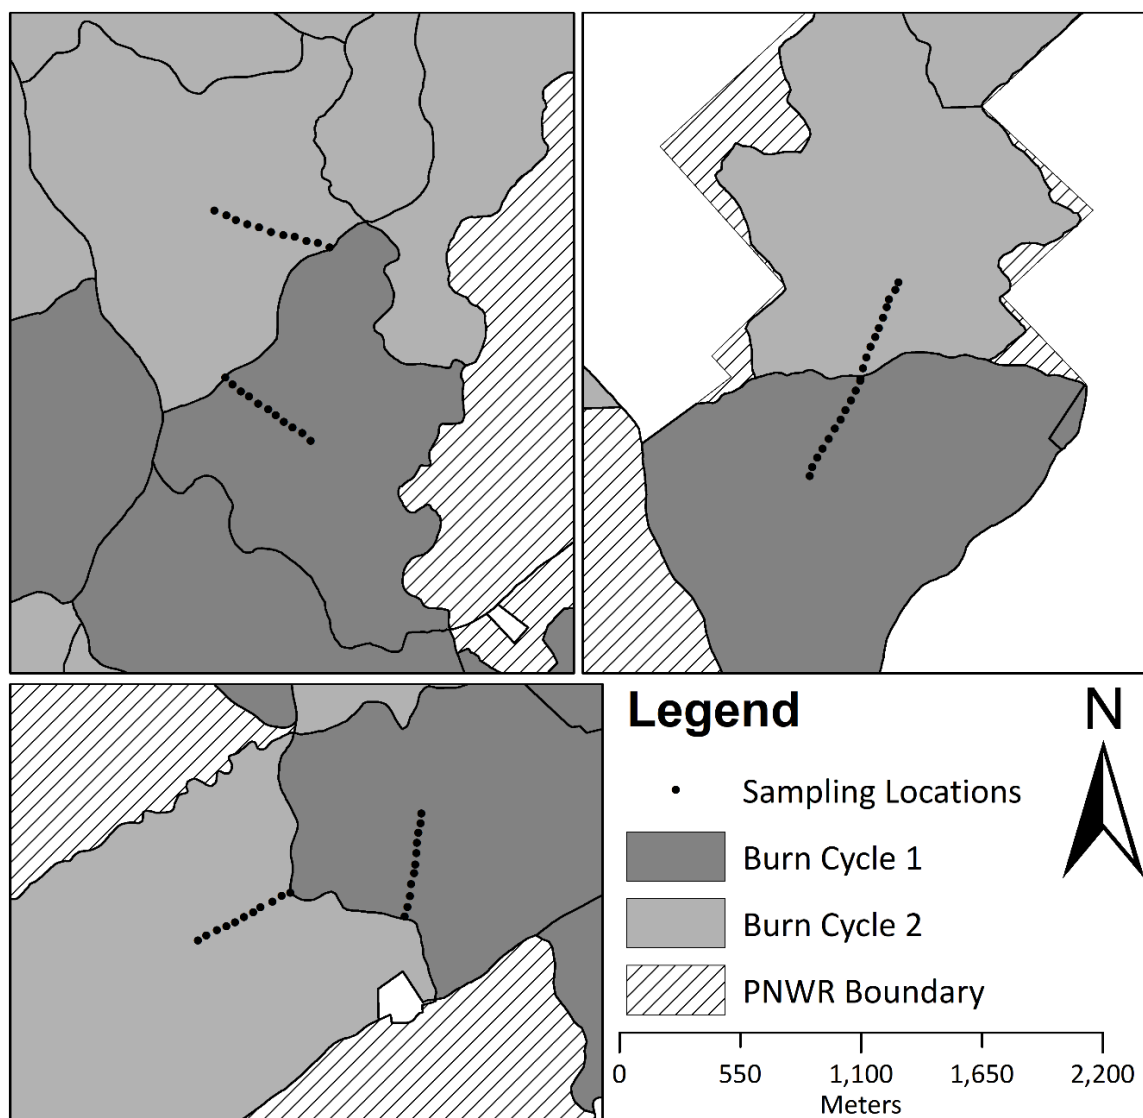 Legend
N
Sampling Locations
Burn Cycle 1
Burn Cycle 2
PNWR Boundary
0 550 1,100 1,650 2,200
Meters